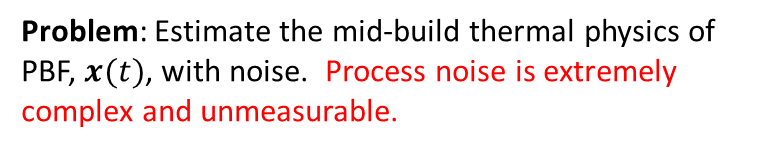 Problem: Estimate the mid-build thermal physics of
PBF, x(t), with noise. Process noise is extremely
complex and unmeasurable.